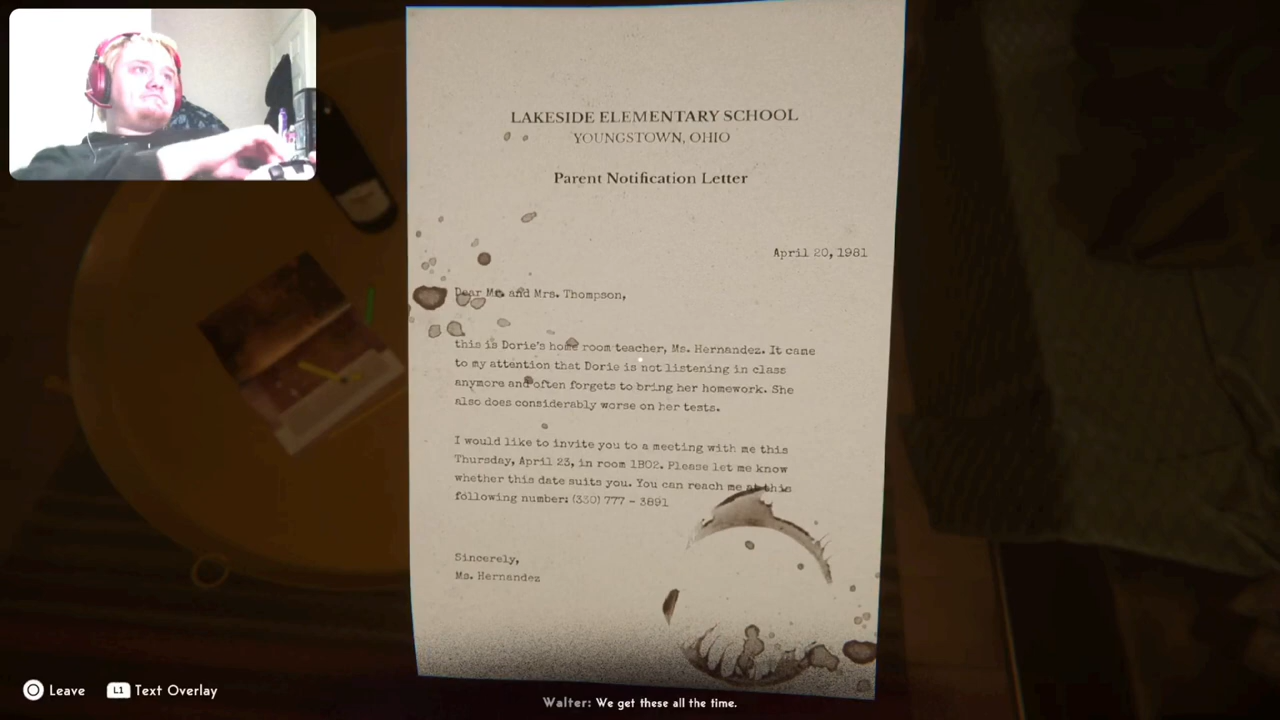 LAKESIDE ELEMENTARY SCHOOL
YOUNGSTOWN, OHIO
Parent Notification Letter
April 20, 1981
Dear Mr. and Mrs. Thompson,
this is Dorie's home room teacher, Ms. Hernandez. It came
to my attention that Dorie is not listening in class
anymore and often forgets to bring her homework. She
also does considerably worse on her tests.
I would like to invite you to a meeting with me this
Thursday, April 23, in room 1B02. Please let me know
whether this date suits you. You can reach me at this
following number: (330) 777 - 3891
Sincerely,
Ms. Hernandez
Leave
L1 Text Overlay
Walter: We get these all the time.